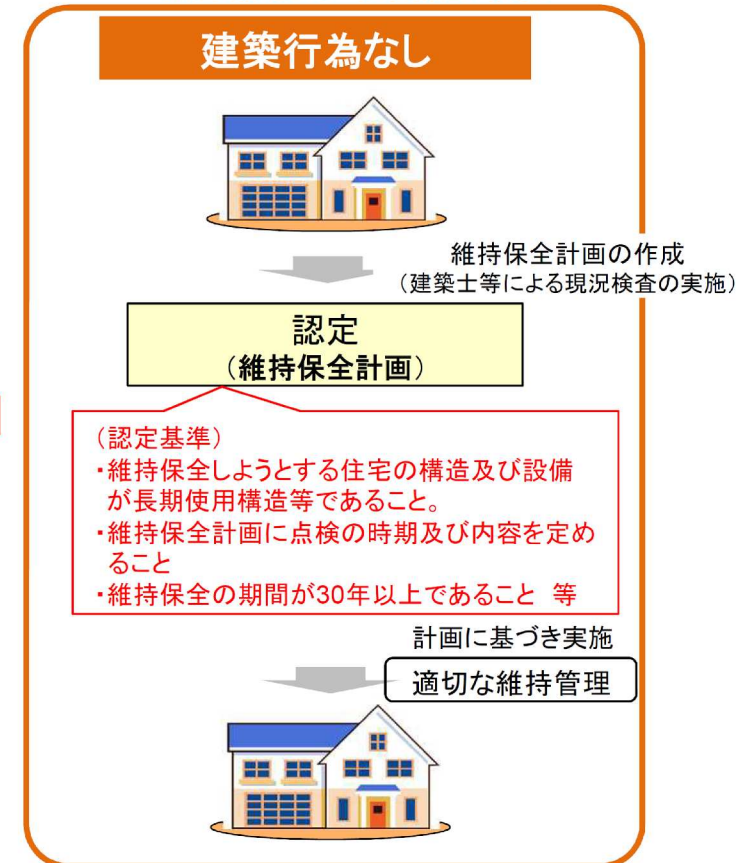 建築行為なし
維持保全計画の作成
（建築士等による現況検査の実施）
認定
（維持保全計画）
（認定基準）
・維持保全しようとする住宅の構造及び設備
が長期使用構造等であること。
・維持保全計画に点検の時期及び内容を定め
ること
・維持保全の期間が30年以上であること　等
計画に基づき実施
適切な維持管理